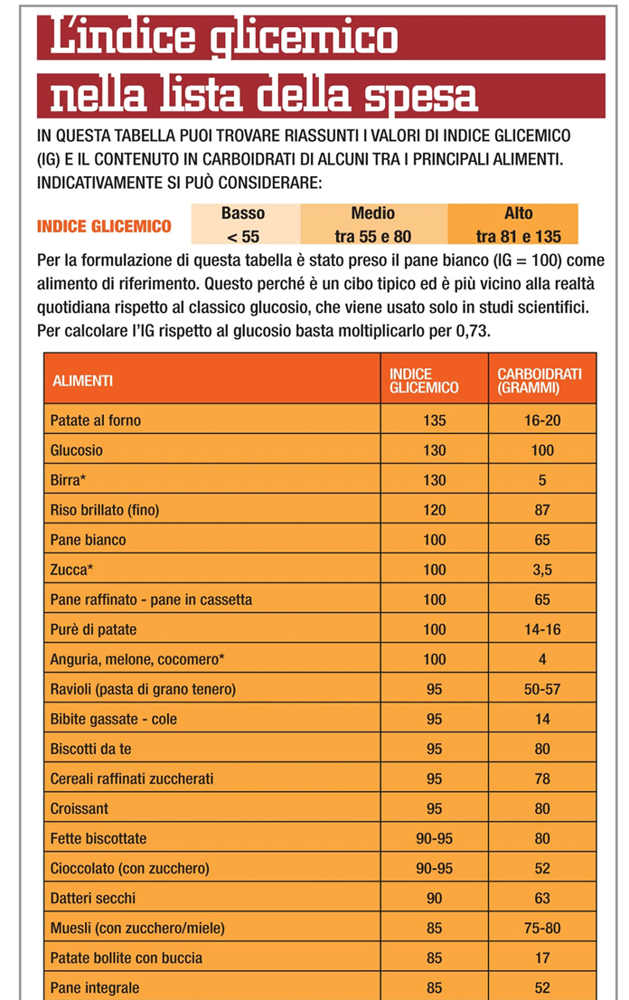 L'indice glicemico
nella lista della spesa
IN QUESTA TABELLA PUOI TROVARE RIASSUNTI I VALORI DI INDICE GLICEMICO
(IG) E IL CONTENUTO IN CARBOIDRATI DI ALCUNI TRA I PRINCIPALI ALIMENTI.
INDICATIVAMENTE SI PUÒ CONSIDERARE:
INDICE GLICEMICO
Basso Medio Alto
< 55 tra 55 e 80 tra 81 e 135
Per la formulazione di questa tabella è stato preso il pane bianco (IG = 100) come
alimento di riferimento. Questo perché è un cibo tipico ed è più vicino alla realtà
quotidiana rispetto al classico glucosio, che viene usato solo in studi scientifici.
Per calcolare l'IG rispetto al glucosio basta moltiplicarlo per 0,73.
ALIMENTI INDICE GLICEMICO CARBOIDRATI (GRAMMI)
Patate al forno 135 16-20
Glucosio 130 100
Birra* 130 5
Riso brillato (fino) 120 87
Pane bianco 100 65
Zucca* 100 3,5
Pane raffinato - pane in cassetta 100 65
Purè di patate 100 14-16
Anguria, melone, cocomero* 100 4
Ravioli (pasta di grano tenero) 95 50-57
Bibite gassate - cole 95 14
Biscotti da te 95 80
Cereali raffinati zuccherati 95 78
Croissant 95 80
Fette biscottate 90-95 80
Cioccolato (con zucchero) 90-95 52
Datteri secchi 90 63
Muesli (con zucchero/miele) 85 75-80
Patate bollite con buccia 85 17
Pane integrale 85 52